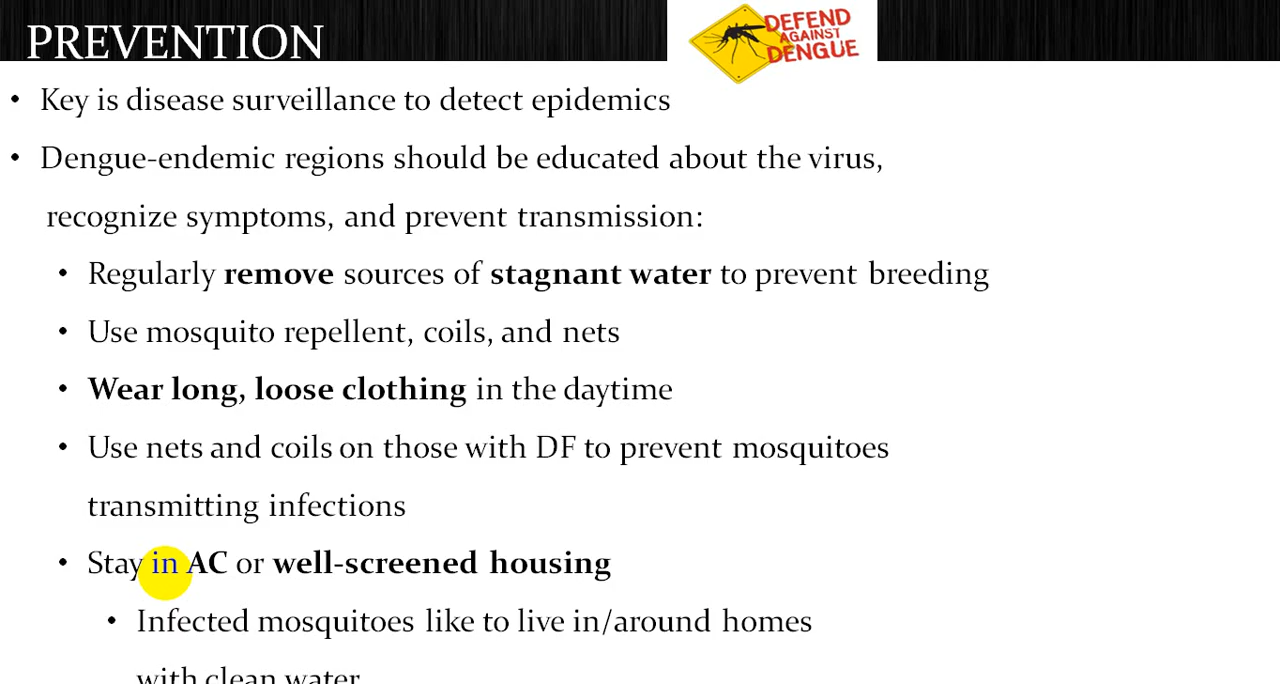 PREVENTION
DEFEND
AGAINST
DENGUE
• Key is disease surveillance to detect epidemics
• Dengue-endemic regions should be educated about the virus,
recognize symptoms, and prevent transmission:
• Regularly remove sources of stagnant water to prevent breeding
• Use mosquito repellent, coils, and nets
• Wear long, loose clothing in the daytime
• Use nets and coils on those with DF to prevent mosquitoes
transmitting infections
• Stay in AC or well-screened housing
• Infected mosquitoes like to live in/around homes
with clean water